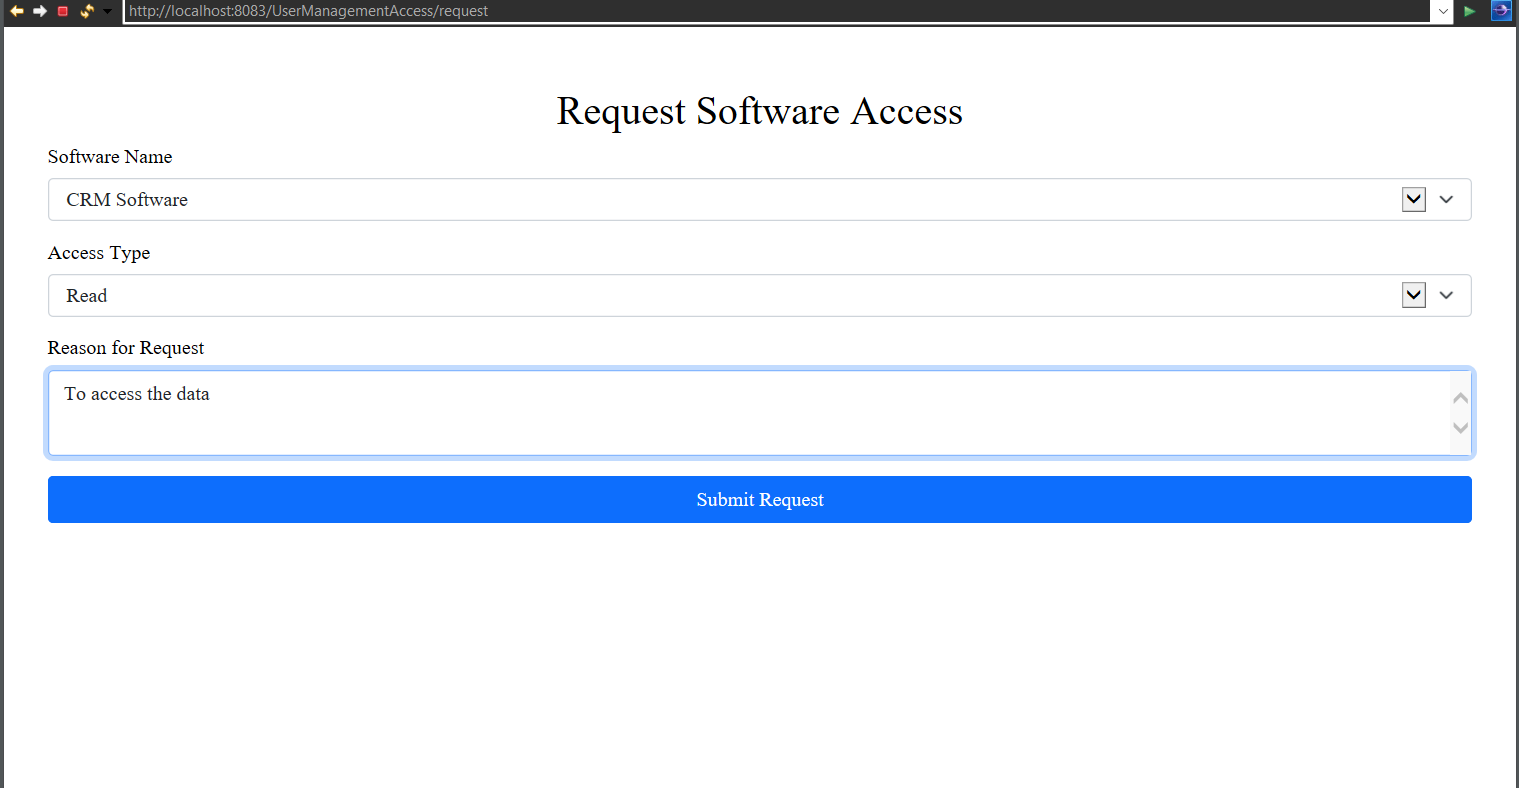 http://localhost:8083/UserManagementAccess/request
Request Software Access
Software Name
CRM Software
Access Type
Read
Reason for Request
To access the data
Submit Request